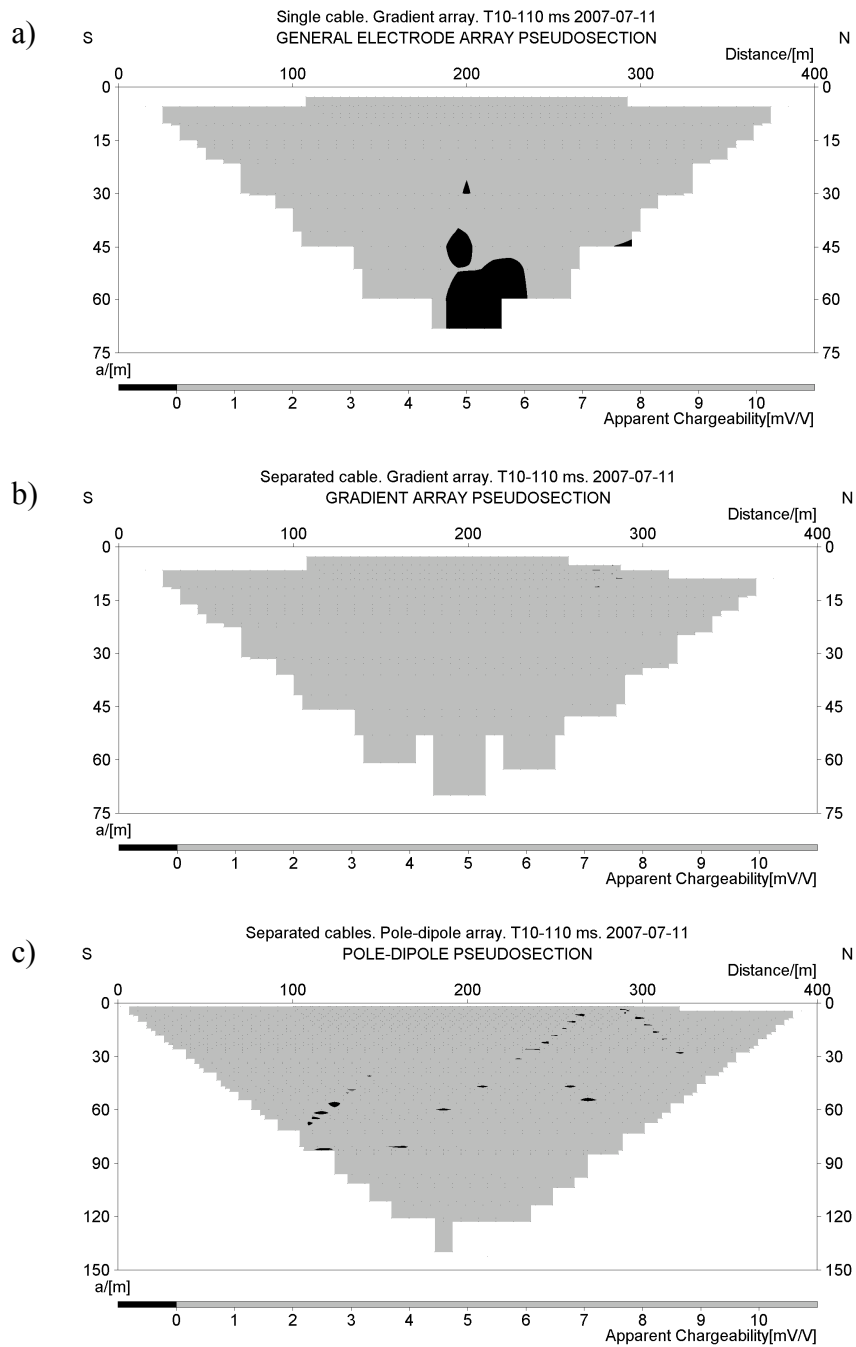 a)
Single cable. Gradient array. T10-110 ms 2007-07-11
S GENERAL ELECTRODE ARRAY PSEUDOSECTION N
Distance/[m]
0 100 200 300 400
0 0
15 15
30 30
45 45
60 60
75 75
a/[m]
0 1 2 3 4 5 6 7 8 9 10
Apparent Chargeability[mV/V]
b)
Separated cable. Gradient array. T10-110 ms. 2007-07-11
S GRADIENT ARRAY PSEUDOSECTION N
Distance/[m]
0 100 200 300 400
0 0
15 15
30 30
45 45
60 60
75 75
a/[m]
0 1 2 3 4 5 6 7 8 9 10
Apparent Chargeability[mV/V]
c)
Separated cables. Pole-dipole array. T10-110 ms. 2007-07-11
S POLE-DIPOLE PSEUDOSECTION N
Distance/[m]
0 100 200 300 400
0 0
30 30
60 60
90 90
120 120
150 150
a/[m]
0 1 2 3 4 5 6 7 8 9 10
Apparent Chargeability[mV/V]